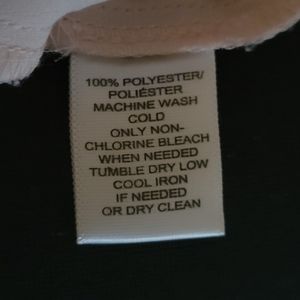 100% POLYESTER/
POLIÉSTER
MACHINE WASH
COLD
ONLY NON-
CHLORINE BLEACH
WHEN NEEDED
TUMBLE DRY LOW
COOL IRON
IF NEEDED
OR DRY CLEAN